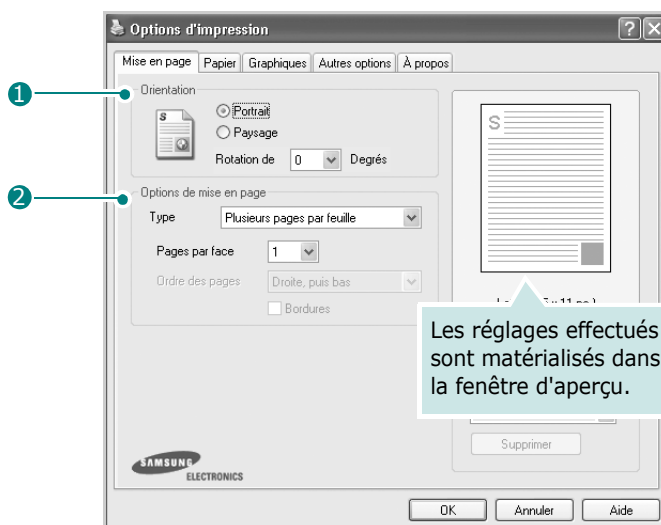 Options d'impression
Mise en page Papier Graphiques Autres options À propos
1
Orientation
Portrait
Paysage
Rotation de 0 Degrés
2
Options de mise en page
Type Plusieurs pages par feuille
Pages par face 1
Ordre des pages Droite, puis bas
Bordures
S
S
Les réglages effectués
sont matérialisés dans
la fenêtre d'aperçu.
Supprimer
SAMSUNG
ELECTRONICS
OK Annuler Aide